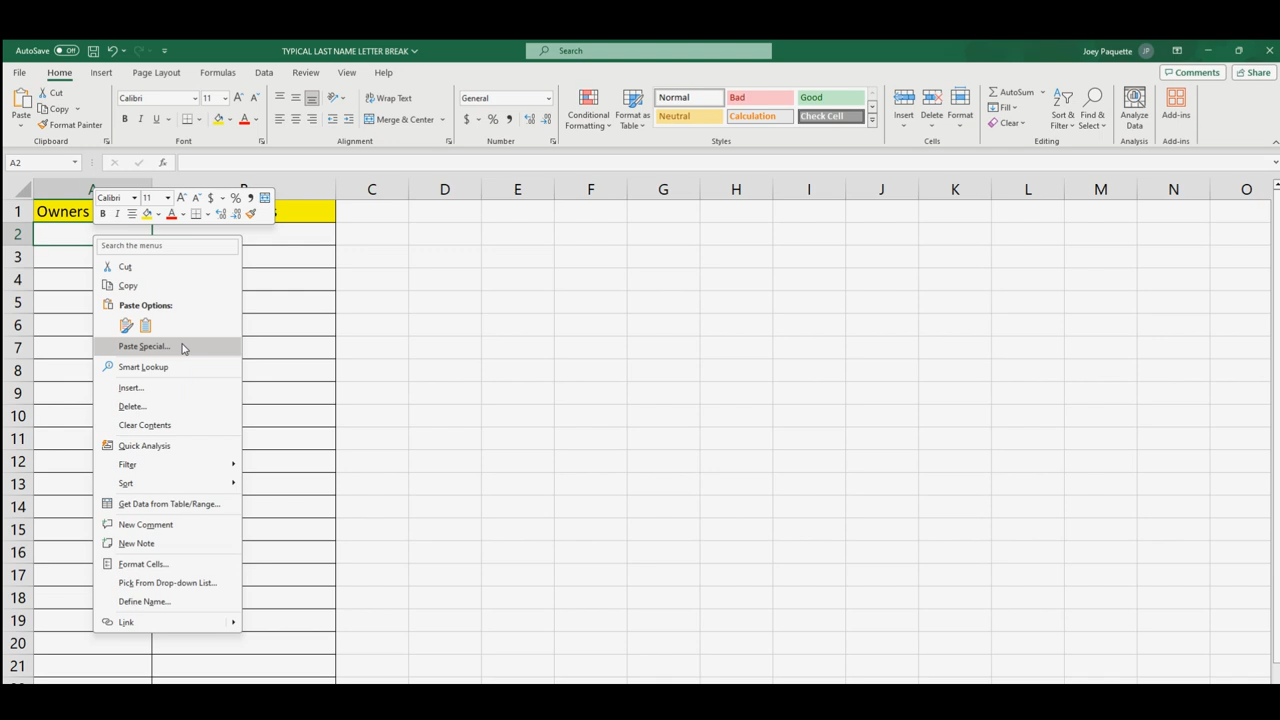 AutoSave Off
TYPICAL LAST NAME LETTER BREAK
Search
Joey Paquette JP
File Home Insert Page Layout Formulas Data Review View Help
Comments Share
Paste
Cut
Copy
Format Painter
Clipboard
Calibri 11
B I U
Font
Wrap Text
Merge & Center
Alignment
General
$ % ,
Number
Conditional
Formatting
Format as
Table
Normal Bad Good
Neutral Calculation Check Cell
Styles
Insert Delete Format
Cells
AutoSum
Fill
Clear
Sort &
Filter
Find &
Select
Editing
Analyze
Data
Analysis
Add-ins
Add-ins
A2
fx
A C D E F G H I J K L M N O
Calibri 11 $ % ,
B I A
1 Owners
2
3
4
5
6
7
8
9
10
11
12
13
14
15
16
17
18
19
20
21
Search the menus
Cut
Copy
Paste Options:
Paste Special...
Smart Lookup
Insert...
Delete...
Clear Contents
Quick Analysis
Filter
Sort
Get Data from Table/Range...
New Comment
New Note
Format Cells...
Pick From Drop-down List...
Define Name...
Link